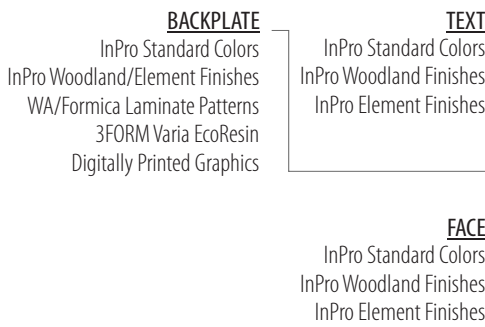 BACKPLATE
InPro Standard Colors
InPro Woodland/Element Finishes
WA/Formica Laminate Patterns
3FORM Varia EcoResin
Digitally Printed Graphics
TEXT
InPro Standard Colors
InPro Woodland Finishes
InPro Element Finishes
FACE
InPro Standard Colors
InPro Woodland Finishes
InPro Element Finishes